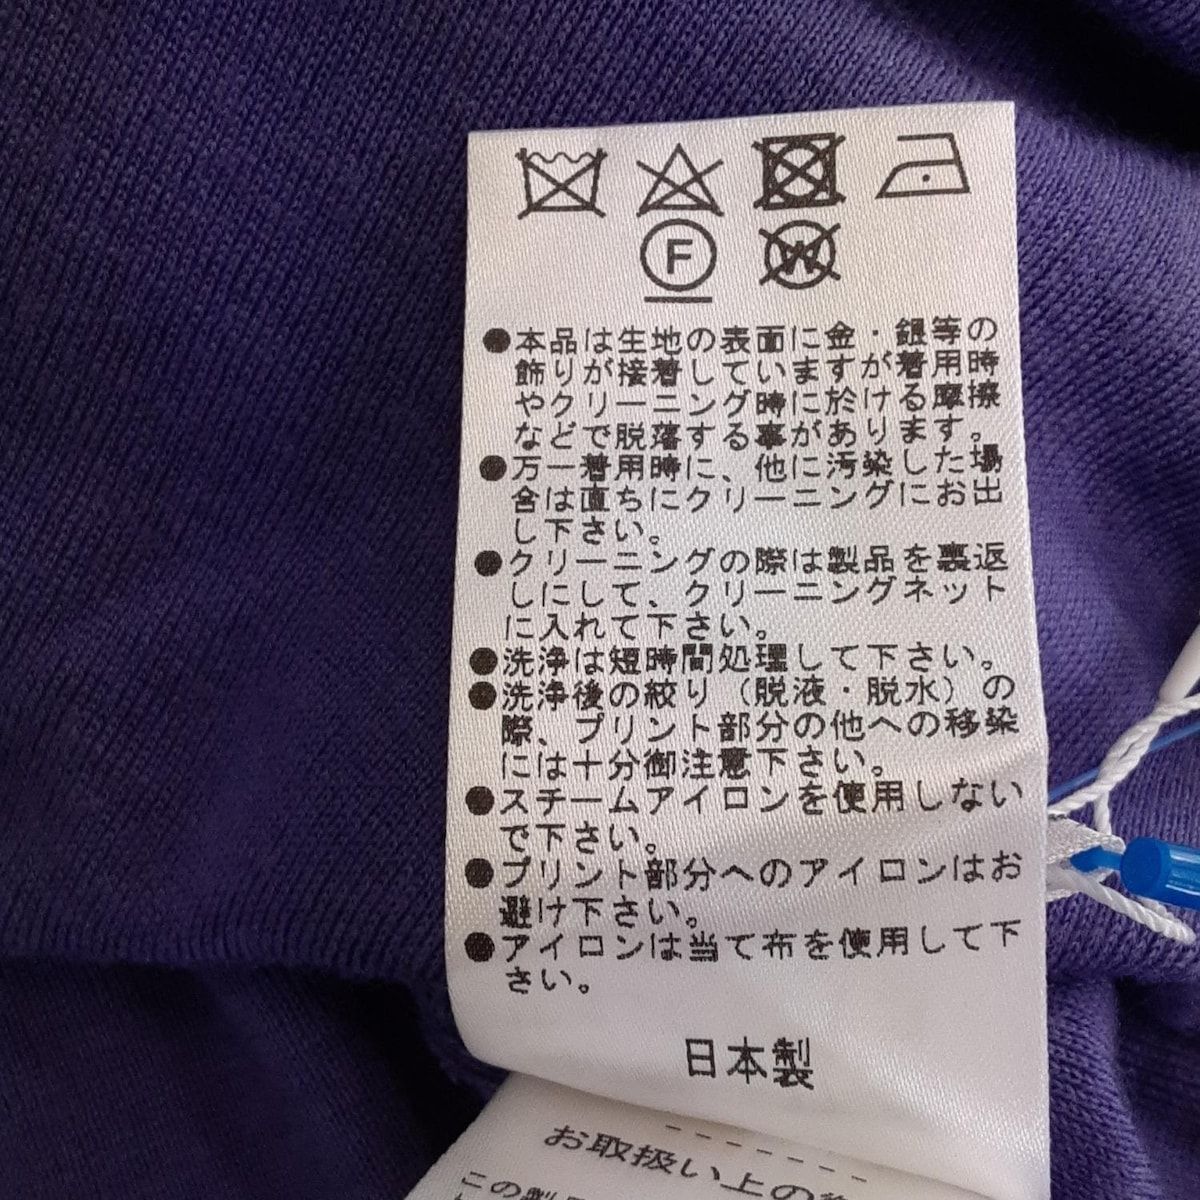 F
W
●本品は生地の表面に金・銀等の
飾りが接着していますが着用時
やクリーニング時に於ける摩擦
などで脱落する事があります。
●万一着用時に、他に汚染した場
合は直ちにクリーニングにお出
し下さい。
●クリーニングの際は製品を裏返
しにして、クリーニングネット
に入れて下さい。
●洗浄は短時間処理して下さい。
●洗浄後の絞り（脱液・脱水）の
際、プリント部分の他への移染
には十分御注意下さい。
●スチームアイロンを使用しない
で下さい。
●プリント部分へのアイロンはお
避け下さい。
●アイロンは当て布を使用して下
さい。
日本製
お取扱い上の
この製